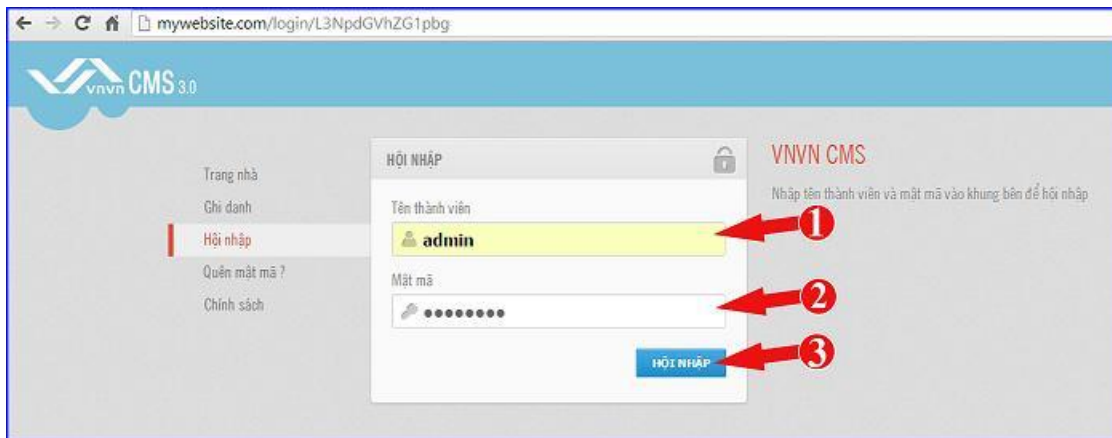 mywebsite.com/login/L3NpdGVhZG1pbg
vnvn CMS 3.0
Trang nhà
Ghi danh
Hội nhập
Quên mật mã ?
Chính sách
HỘI NHẬP
Tên thành viên
admin
Mật mã
••••••••
HỘI NHẬP
VNVN CMS
Nhập tên thành viên và mật mã vào khung bên để hội nhập
1
2
3